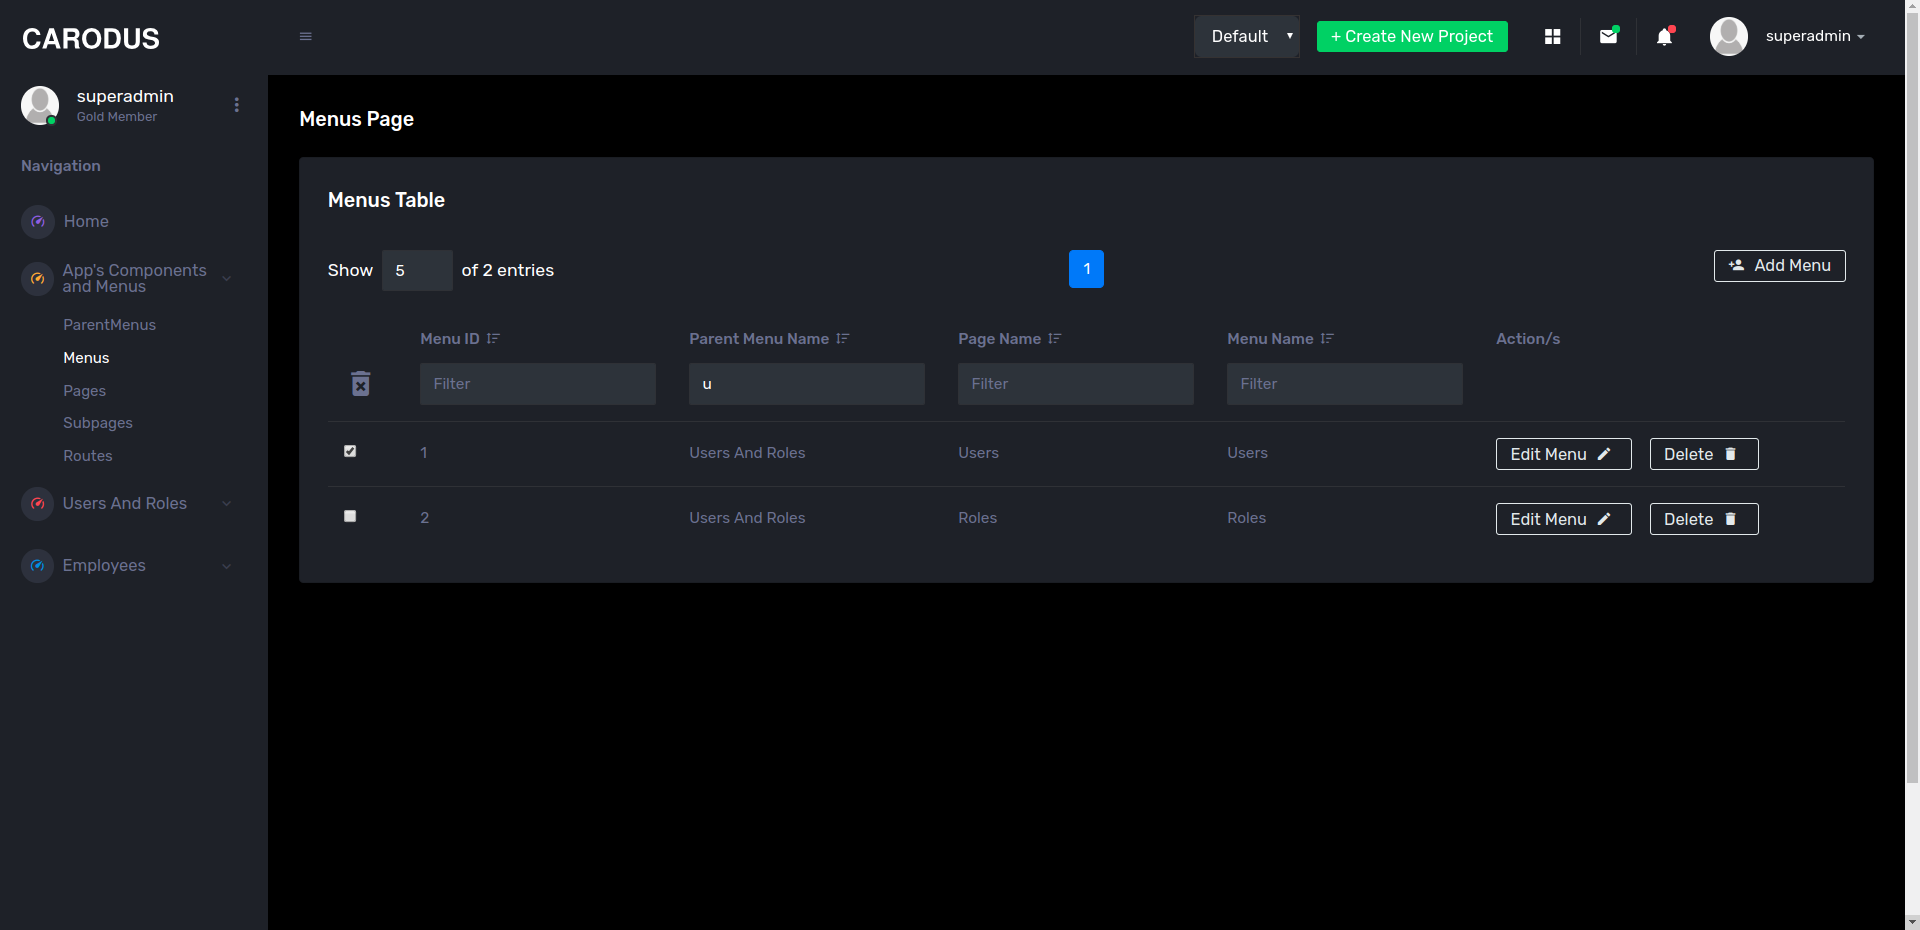 CARODUS
Default
+ Create New Project
superadmin
superadmin
Gold Member
Navigation
Home
App's Components
and Menus
ParentMenus
Menus
Pages
Subpages
Routes
Users And Roles
Employees
Menus Page
Menus Table
Show 5 of 2 entries
1
Add Menu
Menu ID Parent Menu Name Page Name Menu Name Action/s
Filter u Filter Filter
1 Users And Roles Users Users Edit Menu Delete
2 Users And Roles Roles Roles Edit Menu Delete